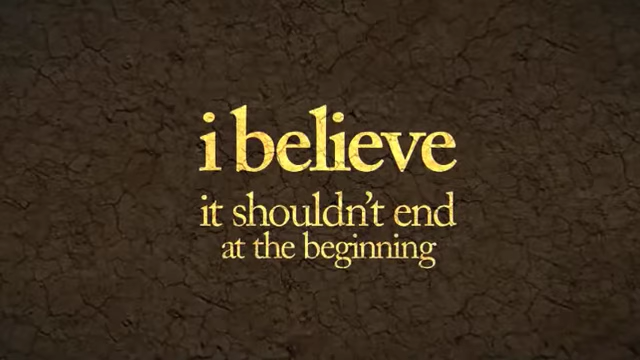 i believe
it shouldn't end
at the beginning